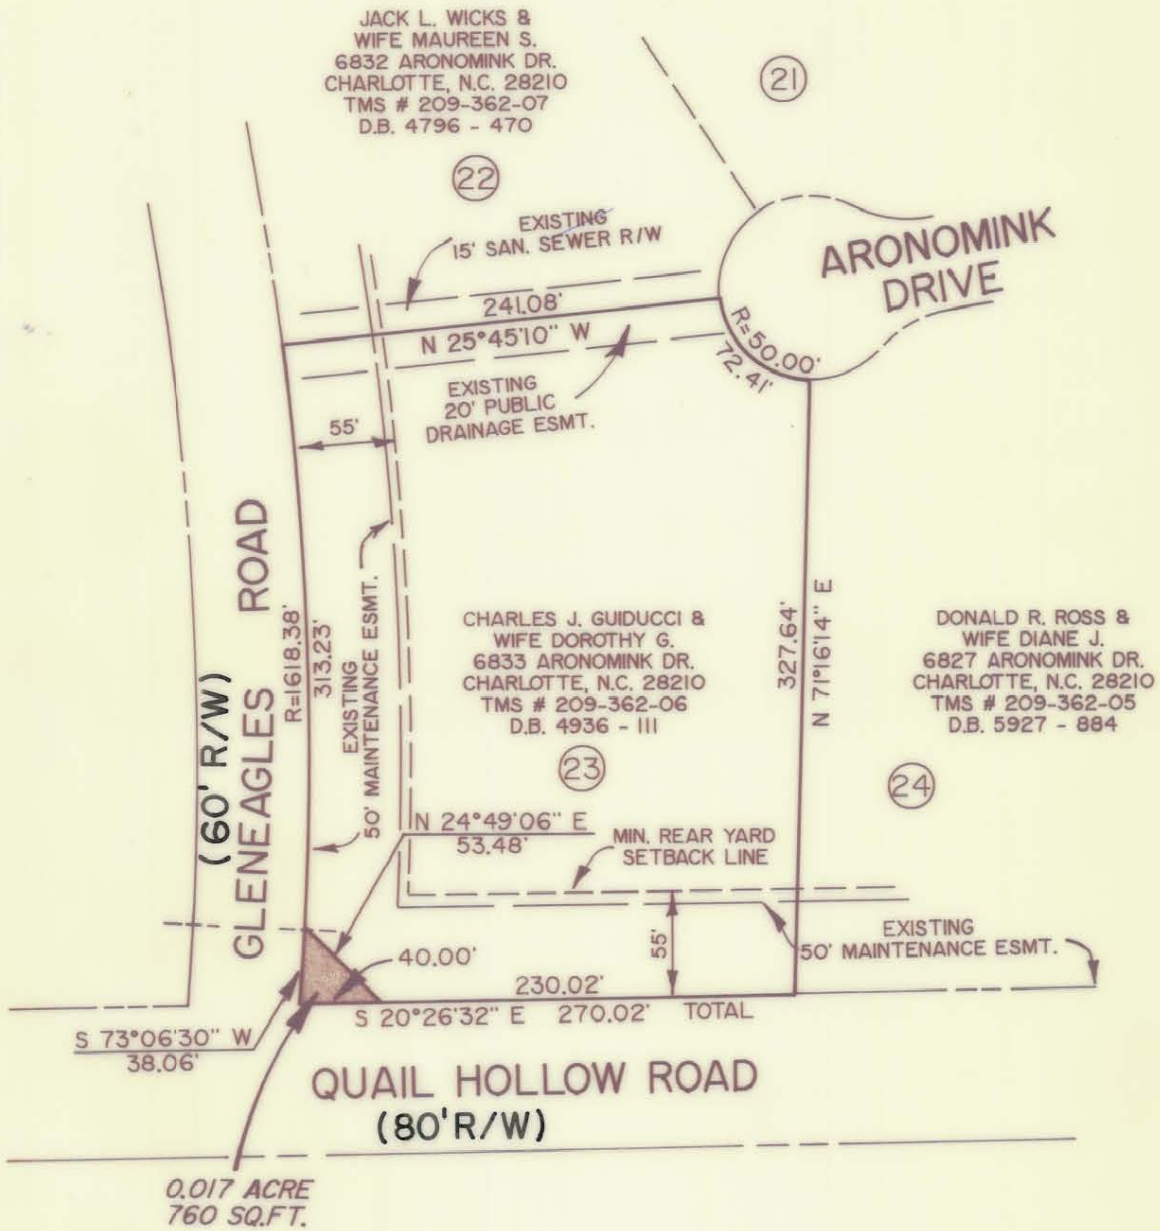 JACK L. WICKS &
WIFE MAUREEN S.
6832 ARONOMINK DR.
CHARLOTTE, N.C. 28210
TMS # 209-362-07
D.B. 4796 - 470
22
21
EXISTING
15' SAN. SEWER R/W
ARONOMINK
DRIVE
241.08'
N 25°45'10" W
R=50.00'
72.41'
EXISTING
20' PUBLIC
DRAINAGE ESMT.
55'
GLENEAGLES ROAD
(60' R/W)
R=1618.38'
313.23'
EXISTING
50' MAINTENANCE ESMT.
CHARLES J. GUIDUCCI &
WIFE DOROTHY G.
6833 ARONOMINK DR.
CHARLOTTE, N.C. 28210
TMS # 209-362-06
D.B. 4936 - 111
23
327.64'
N 71°16'14" E
DONALD R. ROSS &
WIFE DIANE J.
6827 ARONOMINK DR.
CHARLOTTE, N.C. 28210
TMS # 209-362-05
D.B. 5927 - 884
24
N 24°49'06" E
53.48'
MIN. REAR YARD
SETBACK LINE
40.00'
55'
EXISTING
50' MAINTENANCE ESMT.
230.02'
S 20°26'32" E 270.02' TOTAL
S 73°06'30" W
38.06'
QUAIL HOLLOW ROAD
(80'R/W)
0.017 ACRE
760 SQ.FT.